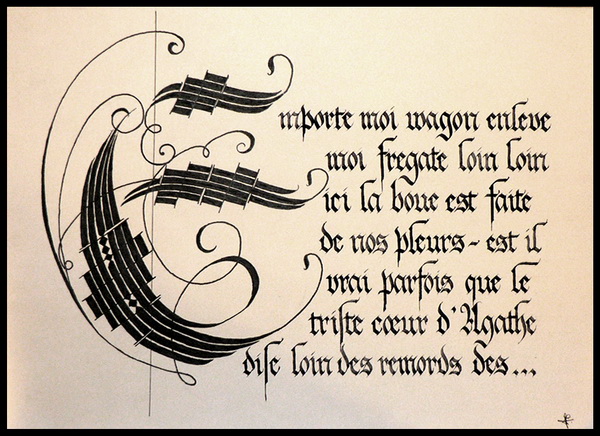 Emporte moi wagon enleve
moi fregate loin loin
ici la boue est faite
de nos pleurs - est il
vrai parfois que le
triste cœur d'Agathe
dise loin des remords des...